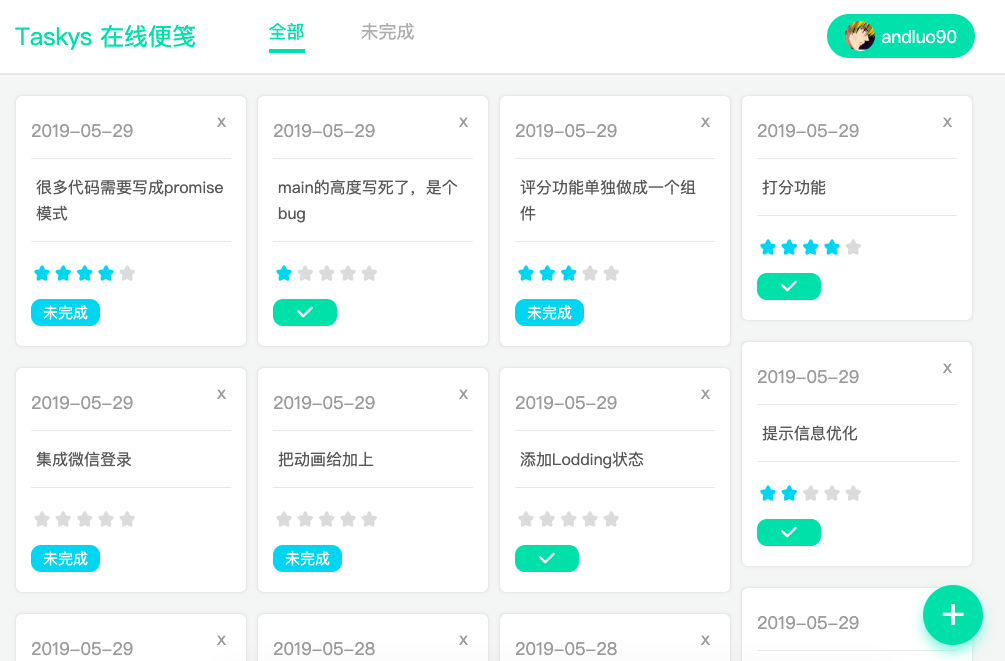 Taskys 在线便笺
全部
未完成
andluo90
2019-05-29
x
很多代码需要写成promise
模式
未完成
2019-05-29
x
main的高度写死了，是个
bug
2019-05-29
x
评分功能单独做成一个组
件
未完成
2019-05-29
x
打分功能
2019-05-29
x
集成微信登录
未完成
2019-05-29
x
把动画给加上
未完成
2019-05-29
x
添加Lodding状态
2019-05-29
x
提示信息优化
2019-05-29
x
2019-05-28
x
2019-05-28
x
2019-05-29